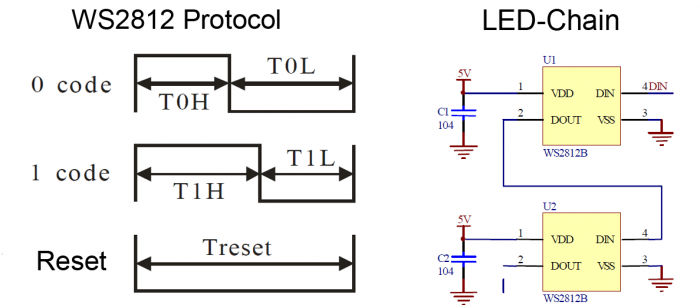 WS2812 Protocol
0 code
T0H
T0L
1 code
T1H
T1L
Reset
Treset
LED-Chain
U1
5V
1
VDD
DIN
4
DIN
C1
104
2
DOUT
VSS
3
WS2812B
U2
5V
1
VDD
DIN
4
C2
104
2
DOUT
VSS
3
WS2812B